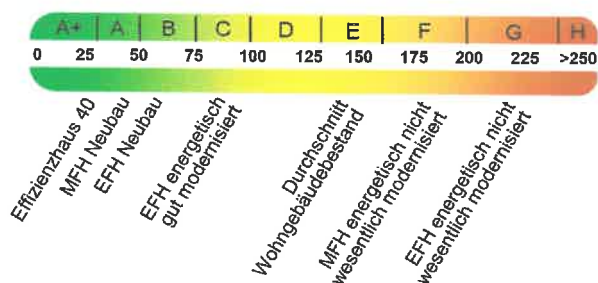 A+ A B C D E F G H
0 25 50 75 100 125 150 175 200 225 >250
Effizienzhaus 40
MFH Neubau
EFH Neubau
EFH energetisch
gut modernisiert
Durchschnitt
Wohngebäudebestand
MFH energetisch nicht
wesentlich modernisiert
EFH energetisch nicht
wesentlich modernisiert